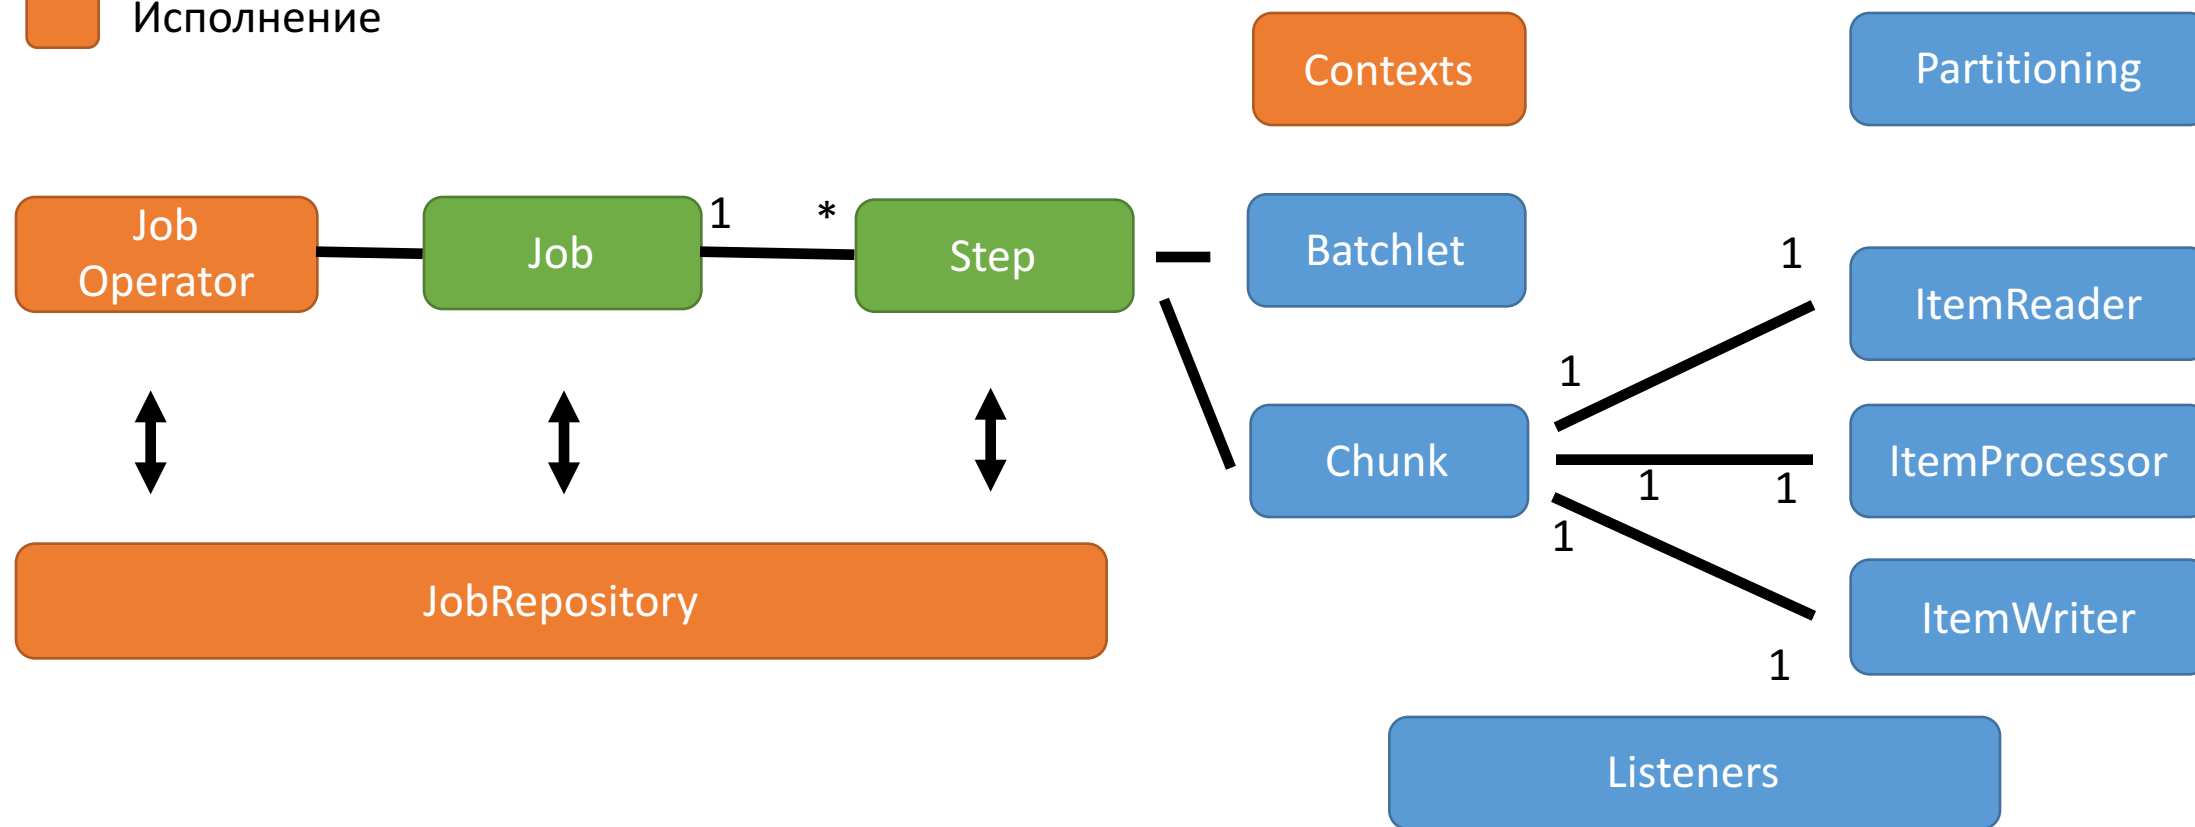 Исполнение
Contexts
Partitioning
Job
Operator
Job
1
*
Step
Batchlet
1
ItemReader
1
Chunk
1
1
ItemProcessor
1
JobRepository
ItemWriter
1
Listeners